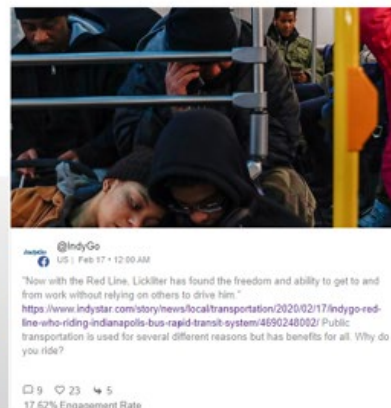 @IndyGo
US | Feb 17 • 12:00 AM
"Now with the Red Line, Lickliter has found the freedom and ability to get to and
from work without relying on others to drive him."
https://www.indystar.com/story/news/local/transportation/2020/02/17/indygo-red-
line-who-riding-indianapolis-bus-rapid-transit-system/4690248002/ Public
transportation is used for several different reasons but has benefits for all. Why do
you ride?
9 23 5
17.62% Engagement Rate